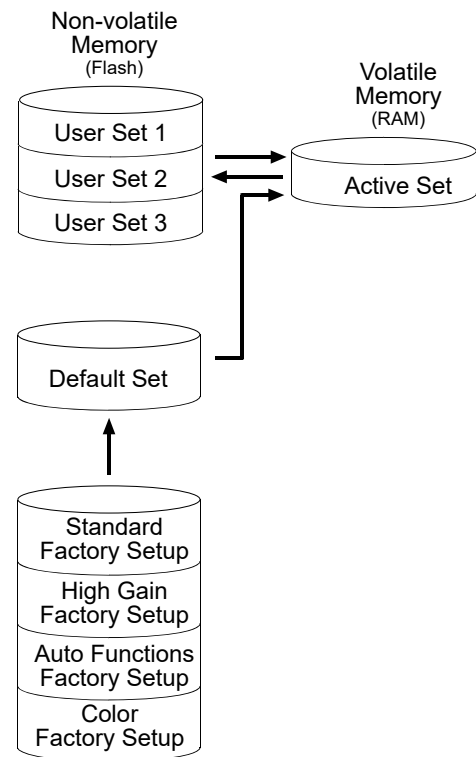 Non-volatile
Memory
(Flash)
User Set 1
User Set 2
User Set 3
Volatile
Memory
(RAM)
Active Set
Default Set
Standard
Factory Setup
High Gain
Factory Setup
Auto Functions
Factory Setup
Color
Factory Setup